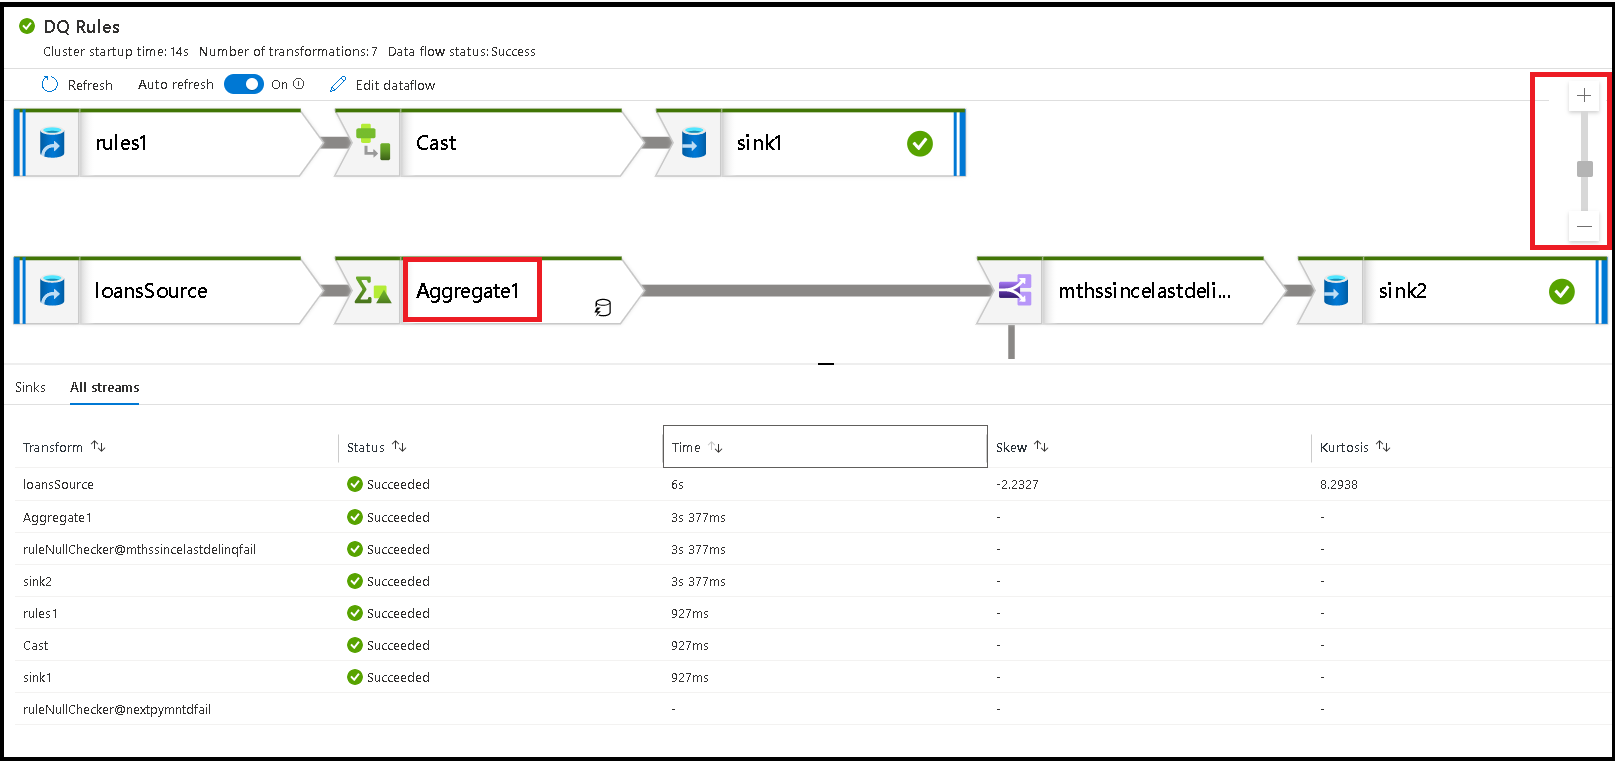 DQ Rules
Cluster startup time: 14s Number of transformations: 7 Data flow status: Success
Refresh Auto refresh On Edit dataflow
rules1 Cast sink1
loansSource Aggregate1 mthssincelastdeli... sink2
Sinks All streams
Transform Status Time Skew Kurtosis
loansSource Succeeded 6s -2.2327 8.2938
Aggregate1 Succeeded 3s 377ms - -
ruleNullChecker@mthssincelastdelinqfail Succeeded 3s 377ms - -
sink2 Succeeded 3s 377ms - -
rules1 Succeeded 927ms - -
Cast Succeeded 927ms - -
sink1 Succeeded 927ms - -
ruleNullChecker@nextpymntdfail - - -